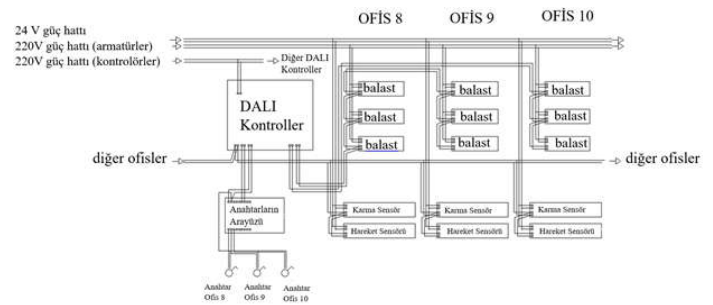 OFİS 8
OFİS 9
OFİS 10
24 V güç hattı
220V güç hattı (armatürler)
220V güç hattı (kontrolörler)
Diğer DALI
Kontroller
DALI
Kontroller
balast
balast
balast
balast
balast
balast
balast
balast
balast
diğer ofisler
diğer ofisler
Anahtarların
Arayüzü
Karma Sensör
Karma Sensör
Karma Sensör
Hareket Sensörü
Hareket Sensörü
Hareket Sensörü
Anahtar
Ofis 8
Anahtar
Ofis 9
Anahtar
Ofis 10